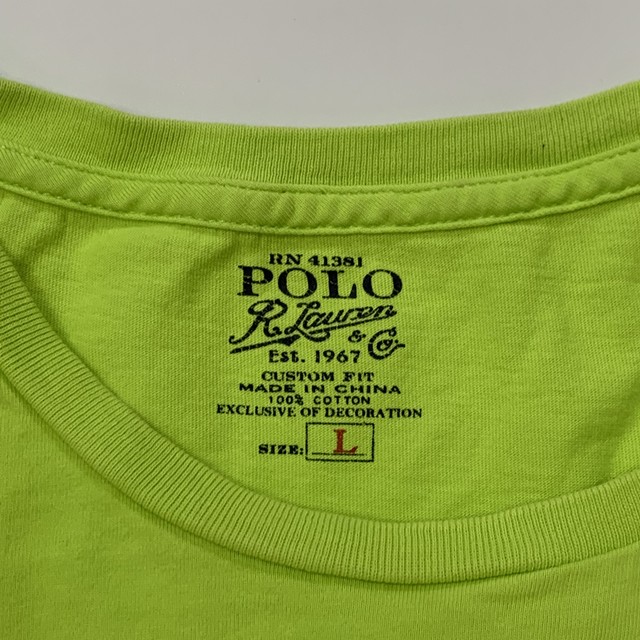 RN 41381
POLO
R. Lauren
& Co
Est. 1967
CUSTOM FIT
MADE IN CHINA
100% COTTON
EXCLUSIVE OF DECORATION
SIZE: L